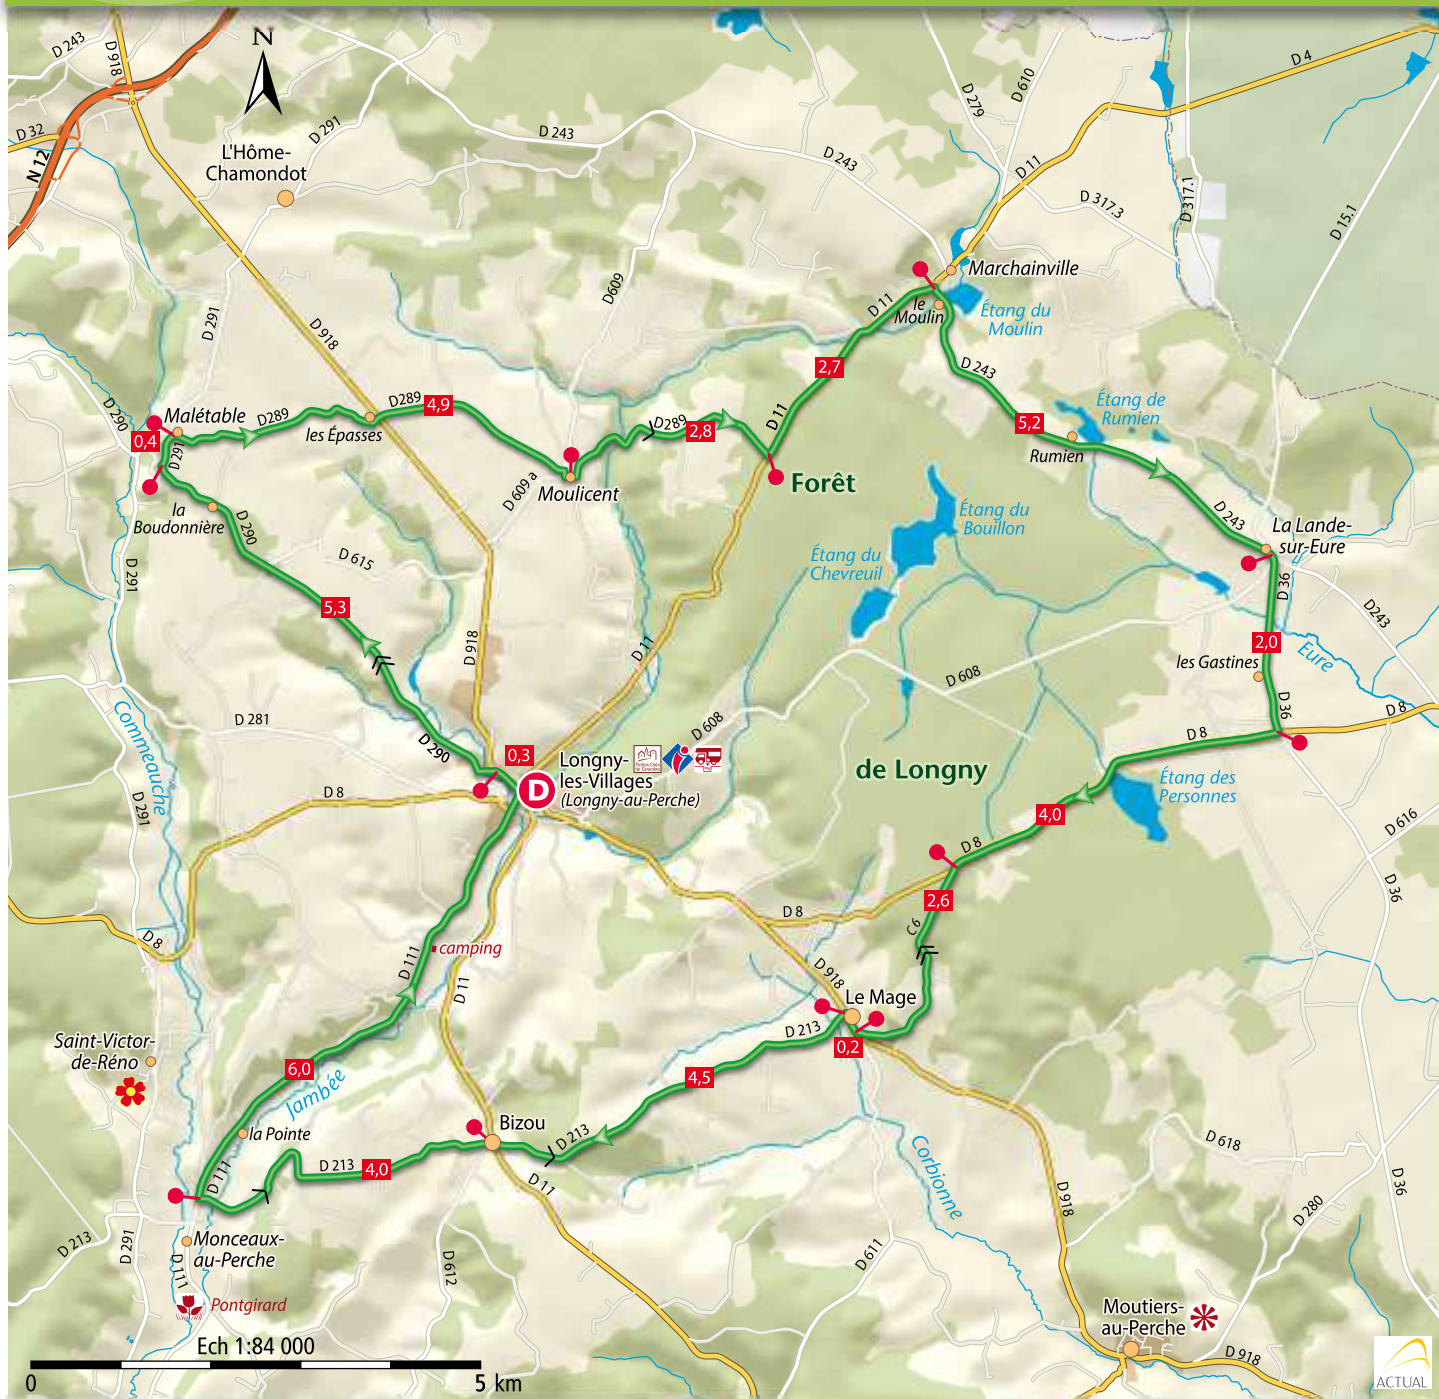 D 243
D 918
D 32
N 12
N
L'Hôme-
Chamondot
D 291
D 243
D 243
D 279
D 610
D 4
D 11
D 317.3
D 317.1
D 15.1
Marchainville
le
Moulin
Étang du
Moulin
D609
D 291
D 918
D 11
2,7
D 243
D 290
Malétable
0,4
D 291
D289
les Épasses
D289
4,9
D289
2,8
D 11
5,2
Étang de
Rumien
Rumien
D 609 a
Moulicent
Forêt
la
Boudonnière
D 290
D 615
D 291
5,3
Étang du
Bouillon
Étang du
Chevreuil
D 243
La Lande-
sur-Eure
D 36
D243
2,0
les Gastines
Eure
D 36
D 8
D 8
D 918
D 11
D 608
D 608
Commeauche
D 281
D 290
0,3
D
Longny-
les-Villages
(Longny-au-Perche)
de Longny
Étang des
Personnes
D 8
D 291
4,0
D 616
D 8
2,6
D 36
D 8
C 6
D 8
D 111
camping
D 11
D 918
Le Mage
D 213
0,2
Saint-Victor-
de-Réno
6,0
Jambée
4,5
la Pointe
Bizou
D 213
D 213
4,0
D 111
D 11
Corbionne
D 618
D 918
D 36
D 280
D 213
D 291
Monceaux-
au-Perche
D 111
D 612
D 611
Pontgirard
Moutiers-
au-Perche
D 918
Ech 1:84 000
0
5 km
ACTUAL